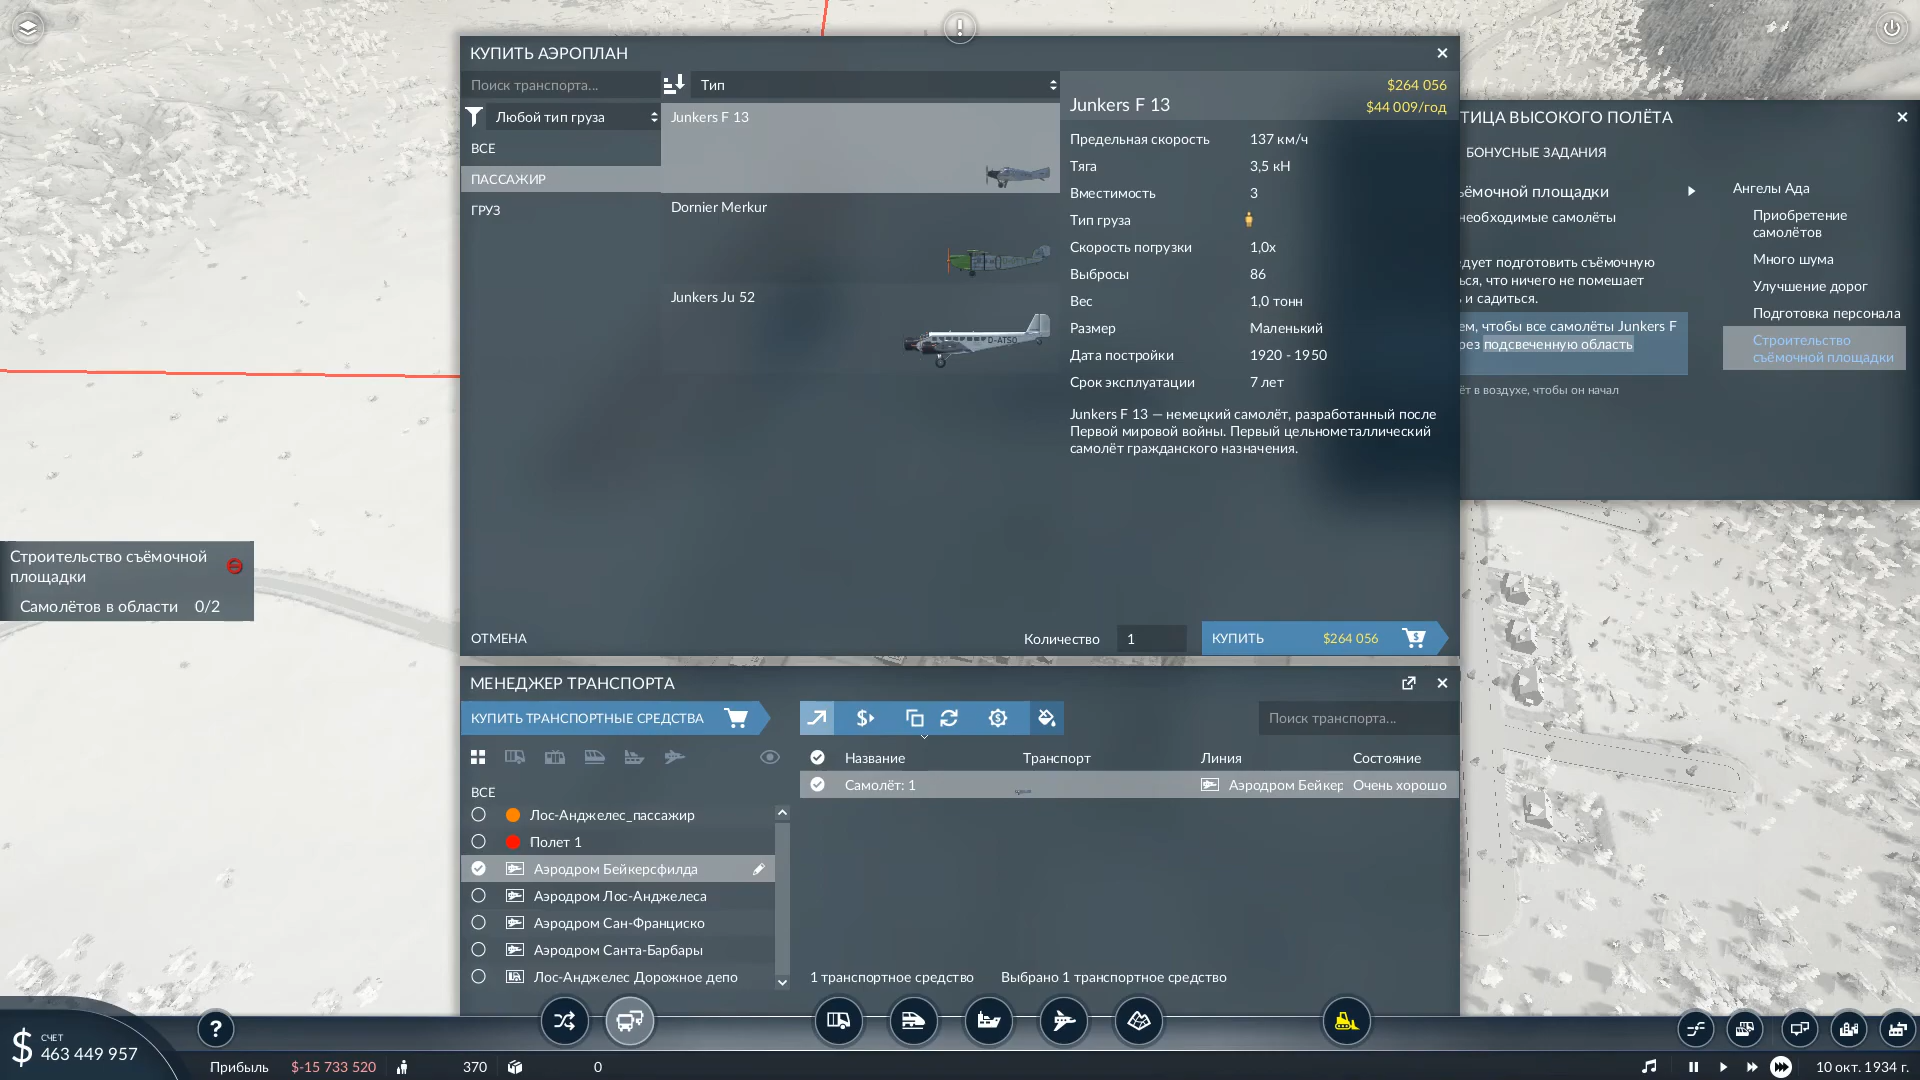 КУПИТЬ АЭРОПЛАН
Поиск транспорта...
Тип
Любой тип груза
ВСЕ
ПАССАЖИР
ГРУЗ
Junkers F 13
Dornier Merkur
Junkers Ju 52
D-ATSO
Junkers F 13
$264 056
$44 009/год
Предельная скорость 137 км/ч
Тяга 3,5 кН
Вместимость 3
Тип груза
Скорость погрузки 1,0x
Выбросы 86
Вес 1,0 тонн
Размер Маленький
Дата постройки 1920 - 1950
Срок эксплуатации 7 лет
Junkers F 13 — немецкий самолёт, разработанный после
Первой мировой войны. Первый цельнометаллический
самолёт гражданского назначения.
ОТМЕНА
Количество 1
КУПИТЬ $264 056
ТИЦА ВЫСОКОГО ПОЛЁТА
БОНУСНЫЕ ЗАДАНИЯ
ъёмочной площадки
необходимые самолёты
едует подготовить съёмочную
ься, что ничего не помешает
ь и садиться.
ем, чтобы все самолёты Junkers F
рез подсвеченную область
ёт в воздухе, чтобы он начал
Ангелы Ада
Приобретение
самолётов
Много шума
Улучшение дорог
Подготовка персонала
Строительство
съёмочной площадки
Строительство съёмочной
площадки
Самолётов в области 0/2
МЕНЕДЖЕР ТРАНСПОРТА
КУПИТЬ ТРАНСПОРТНЫЕ СРЕДСТВА
Поиск транспорта...
ВСЕ
Лос-Анджелес_пассажир
Полет 1
Аэродром Бейкерсфилда
Аэродром Лос-Анджелеса
Аэродром Сан-Франциско
Аэродром Санта-Барбары
Лос-Анджелес Дорожное депо
Название Транспорт Линия Состояние
Самолёт: 1 Аэродром Бейкер Очень хорошо
1 транспортное средство Выбрано 1 транспортное средство
СЧЕТ
$ 463 449 957
?
Прибыль $-15 733 520 370 0
10 окт. 1934 г.